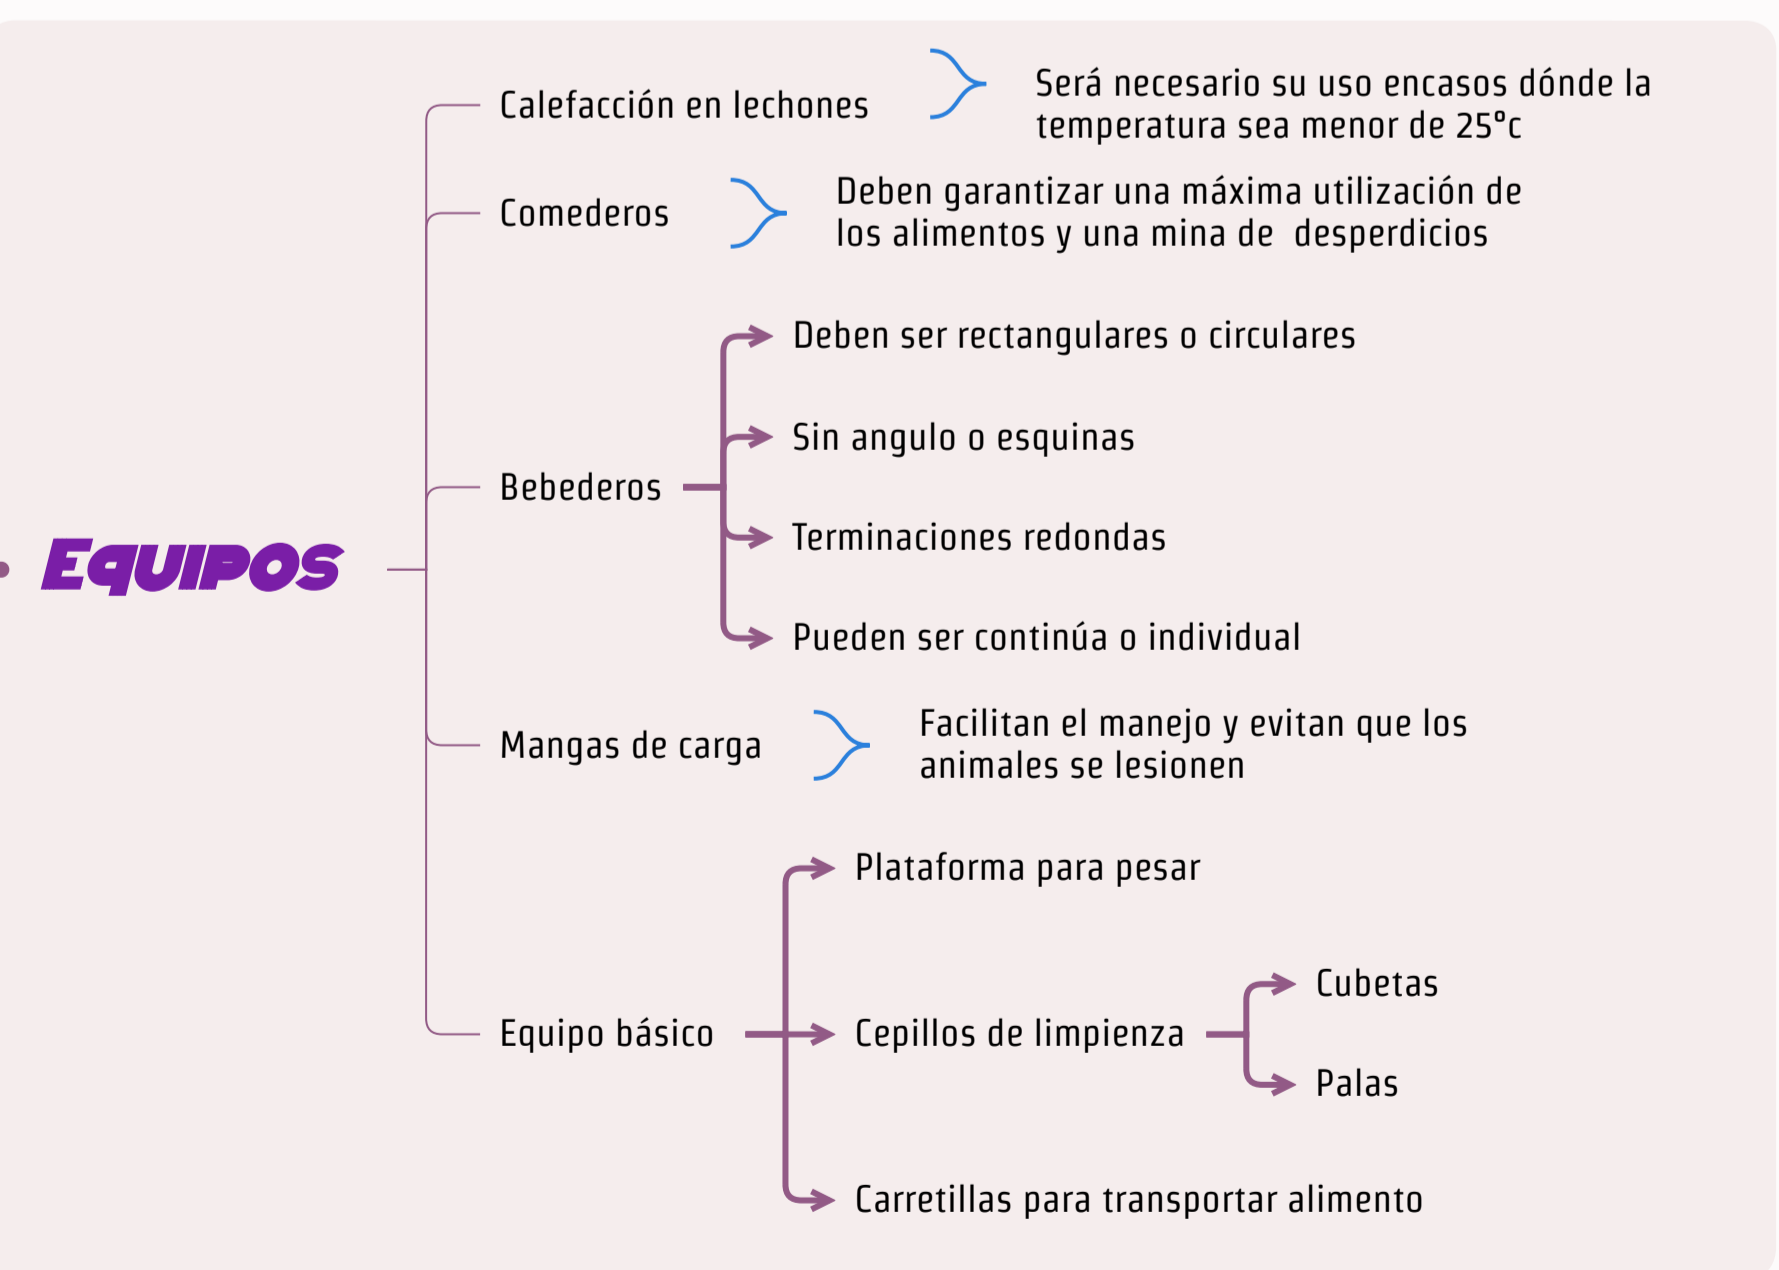 Calefacción en lechones
Será necesario su uso encasos dónde la
temperatura sea menor de 25°c
Comederos
Deben garantizar una máxima utilización de
los alimentos y una mina de  desperdicios
Bebederos
Deben ser rectangulares o circulares
Sin angulo o esquinas
Terminaciones redondas
Pueden ser continúa o individual
EQUIPOS
Mangas de carga
Facilitan el manejo y evitan que los
animales se lesionen
Equipo básico
Plataforma para pesar
Cepillos de limpienza
Cubetas
Palas
Carretillas para transportar alimento